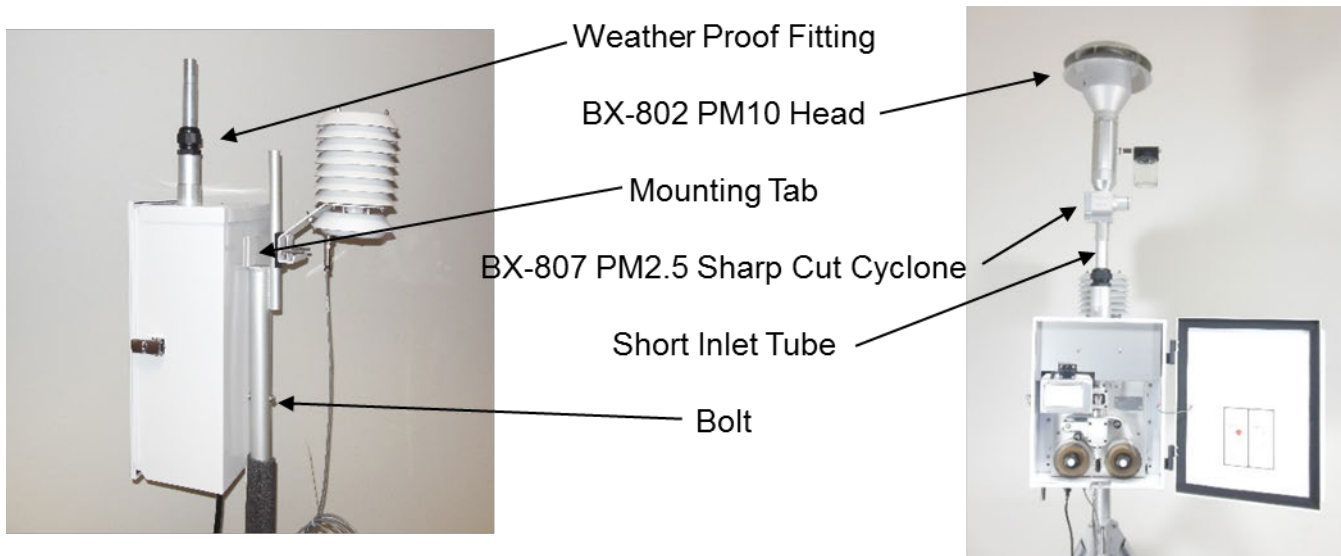 Weather Proof Fitting
BX-802 PM10 Head
Mounting Tab
BX-807 PM2.5 Sharp Cut Cyclone
Short Inlet Tube
Bolt